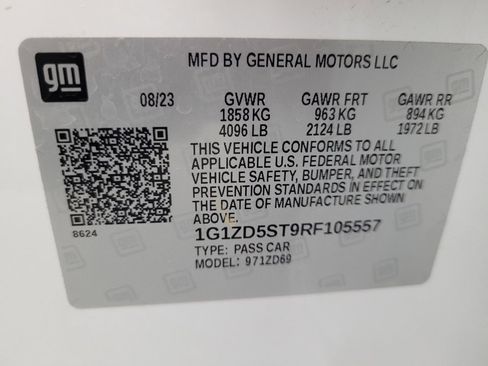 gm
MFD BY GENERAL MOTORS LLC
08/23 GVWR GAWR FRT GAWR RR
1858 KG 963 KG 894 KG
4096 LB 2124 LB 1972 LB
THIS VEHICLE CONFORMS TO ALL
APPLICABLE U.S. FEDERAL MOTOR
VEHICLE SAFETY, BUMPER, AND THEFT
PREVENTION STANDARDS IN EFFECT ON
THE DATE OF MANUFACTURE SHOWN
ABOVE.
8624
1G1ZD5ST9RF105557
TYPE: PASS CAR
MODEL: 971ZD69